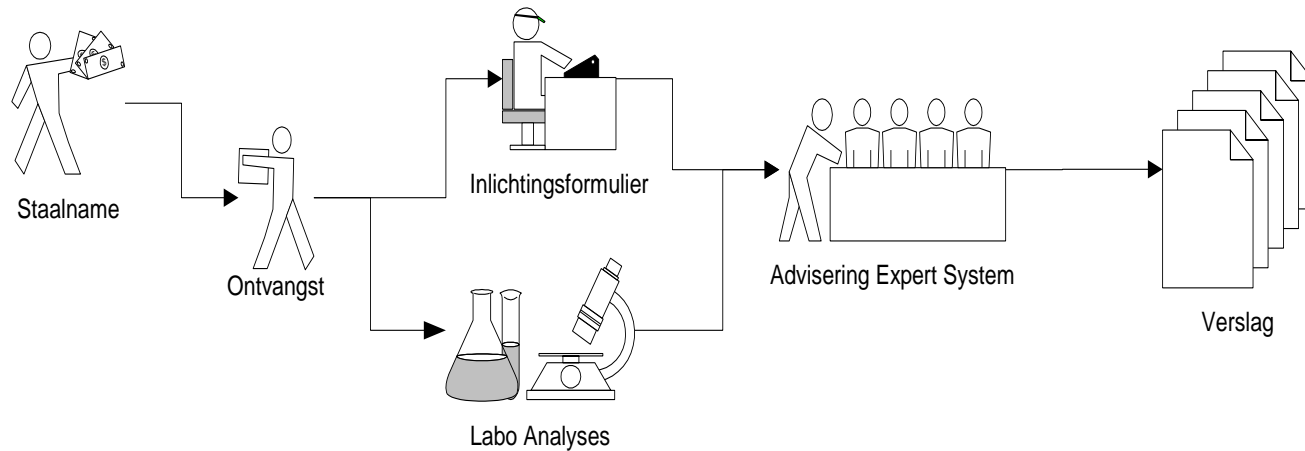 Staalname
Ontvangst
Inlichtingsformulier
Labo Analyses
Advisering Expert System
Verslag